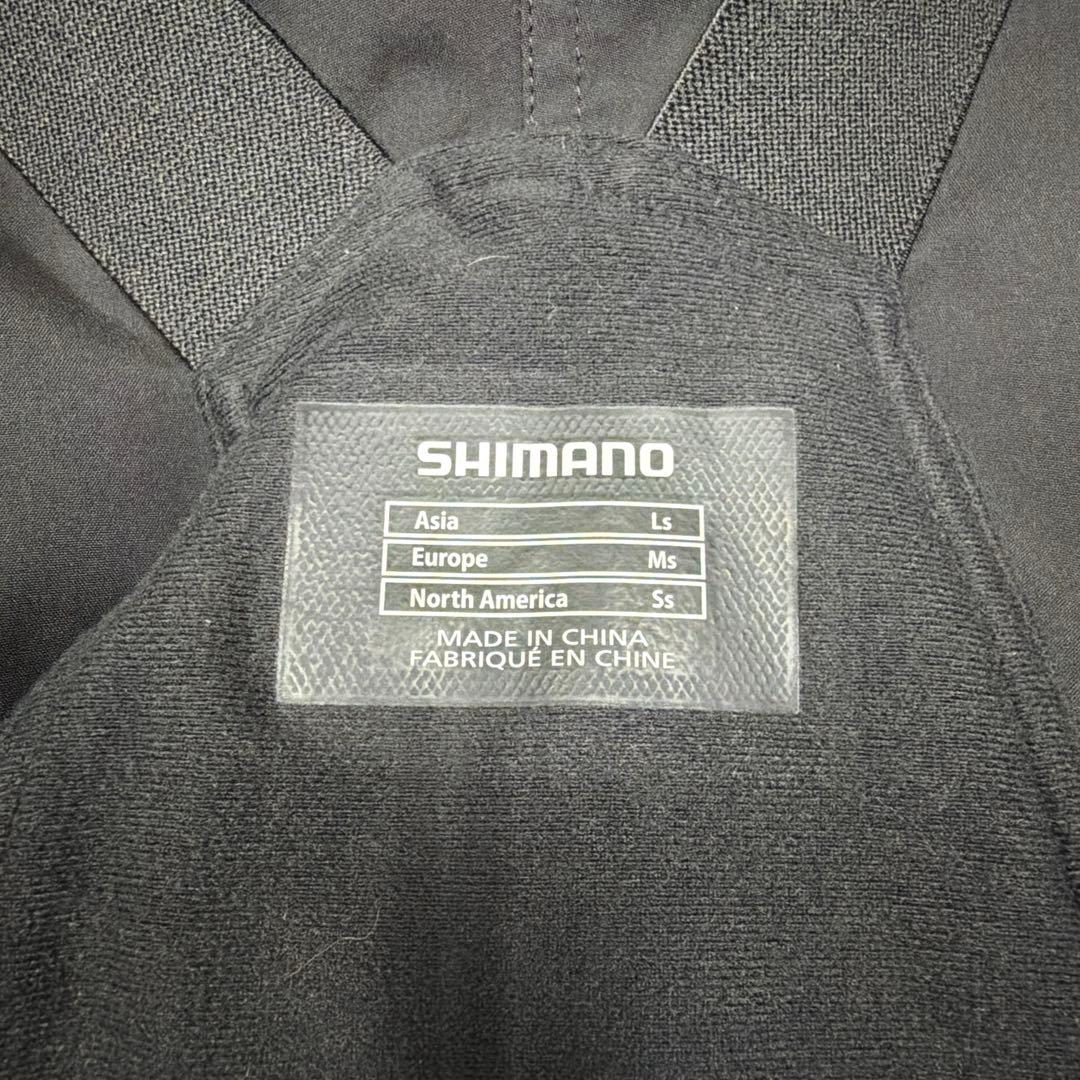 SHIMANO
Asia Ls
Europe Ms
North America Ss
MADE IN CHINA
FABRIQUÉ EN CHINE